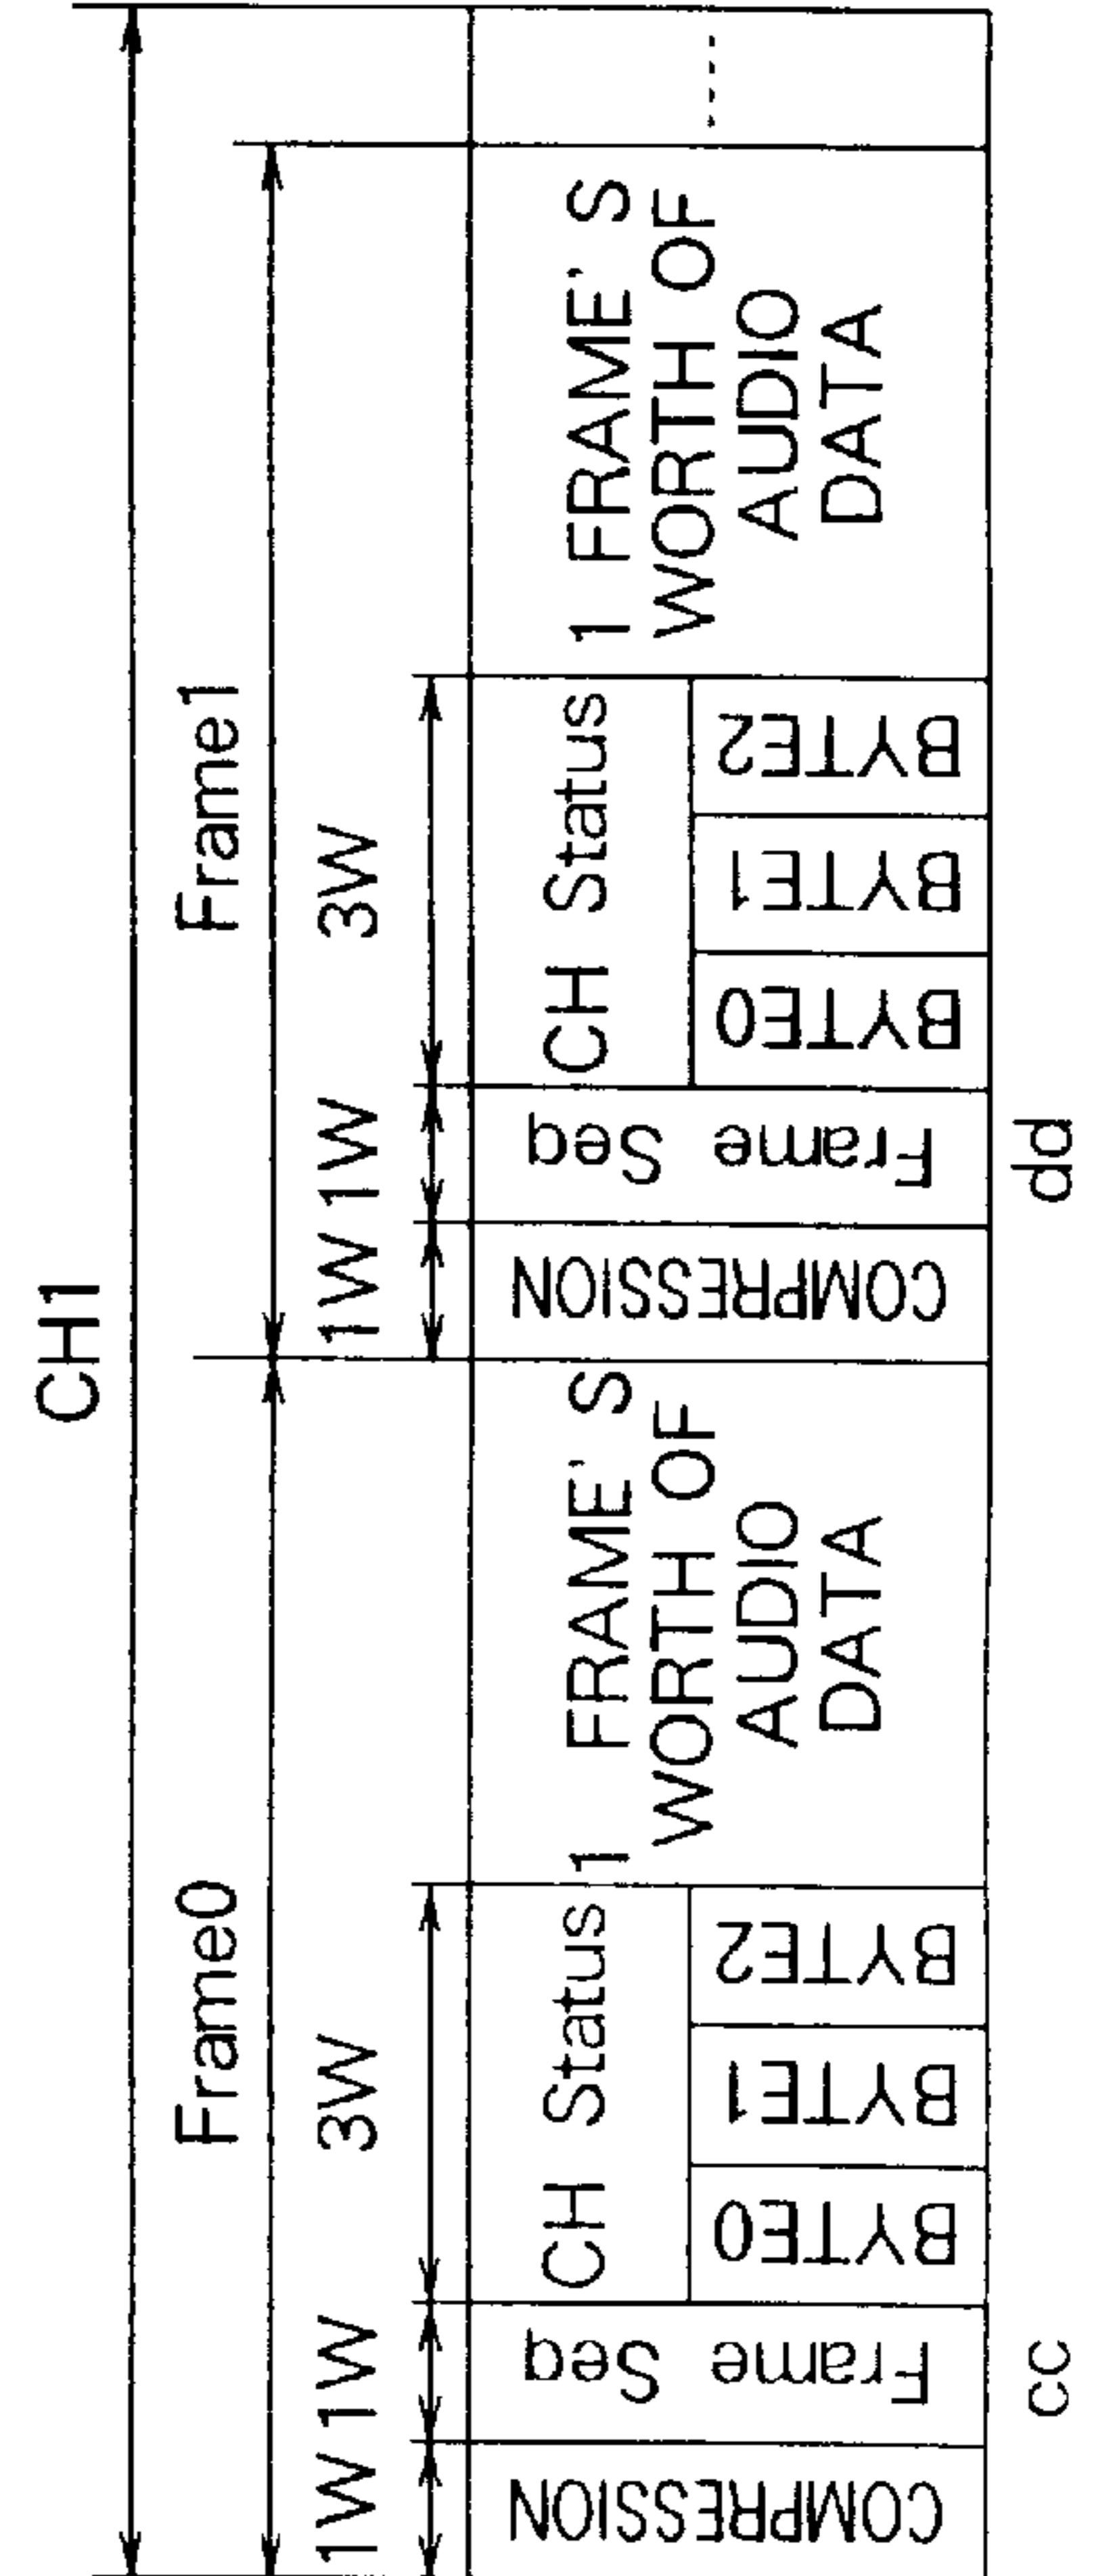 CH1
Frame0
Frame1
1W 1W
3W
1W 1W
3W
COMPRESSION
Frame Seq
CH Status
BYTE0
BYTE1
BYTE2
1 FRAME' S
WORTH OF
AUDIO
DATA
COMPRESSION
Frame Seq
CH Status
BYTE0
BYTE1
BYTE2
1 FRAME' S
WORTH OF
AUDIO
DATA
cc
dd